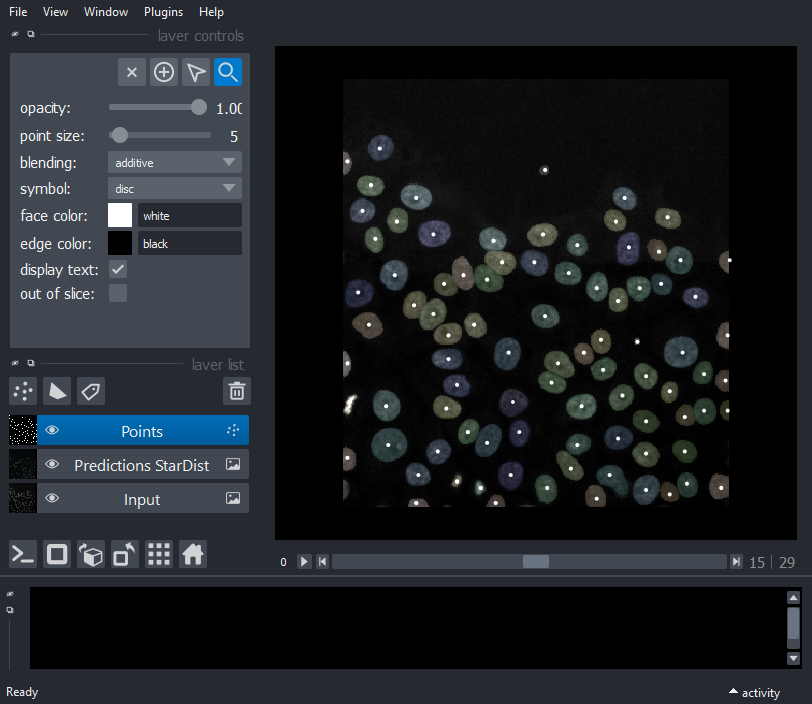 File View Window Plugins Help
layer controls
opacity: 1.00
point size: 5
blending: additive
symbol: disc
face color: white
edge color: black
display text:
out of slice:
layer list
Points
Predictions StarDist
Input
0 15 | 29
Ready activity